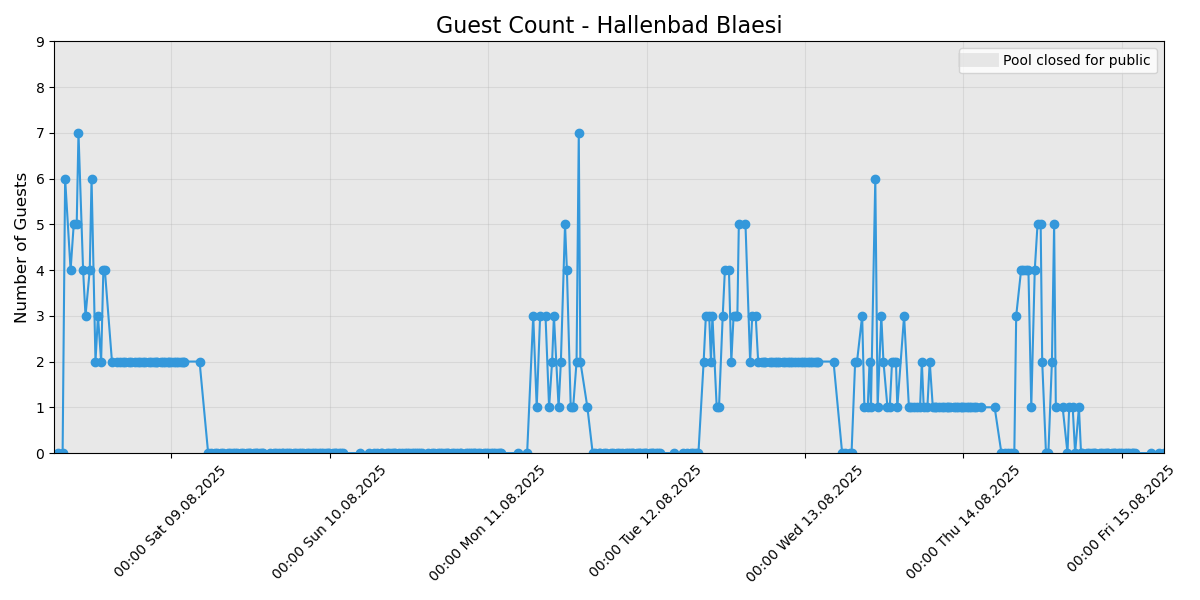 Guest Count - Hallenbad Blaesi
Pool closed for public
Number of Guests
9
8
7
6
5
4
3
2
1
0
00:00 Sat 09.08.2025
00:00 Sun 10.08.2025
00:00 Mon 11.08.2025
00:00 Tue 12.08.2025
00:00 Wed 13.08.2025
00:00 Thu 14.08.2025
00:00 Fri 15.08.2025